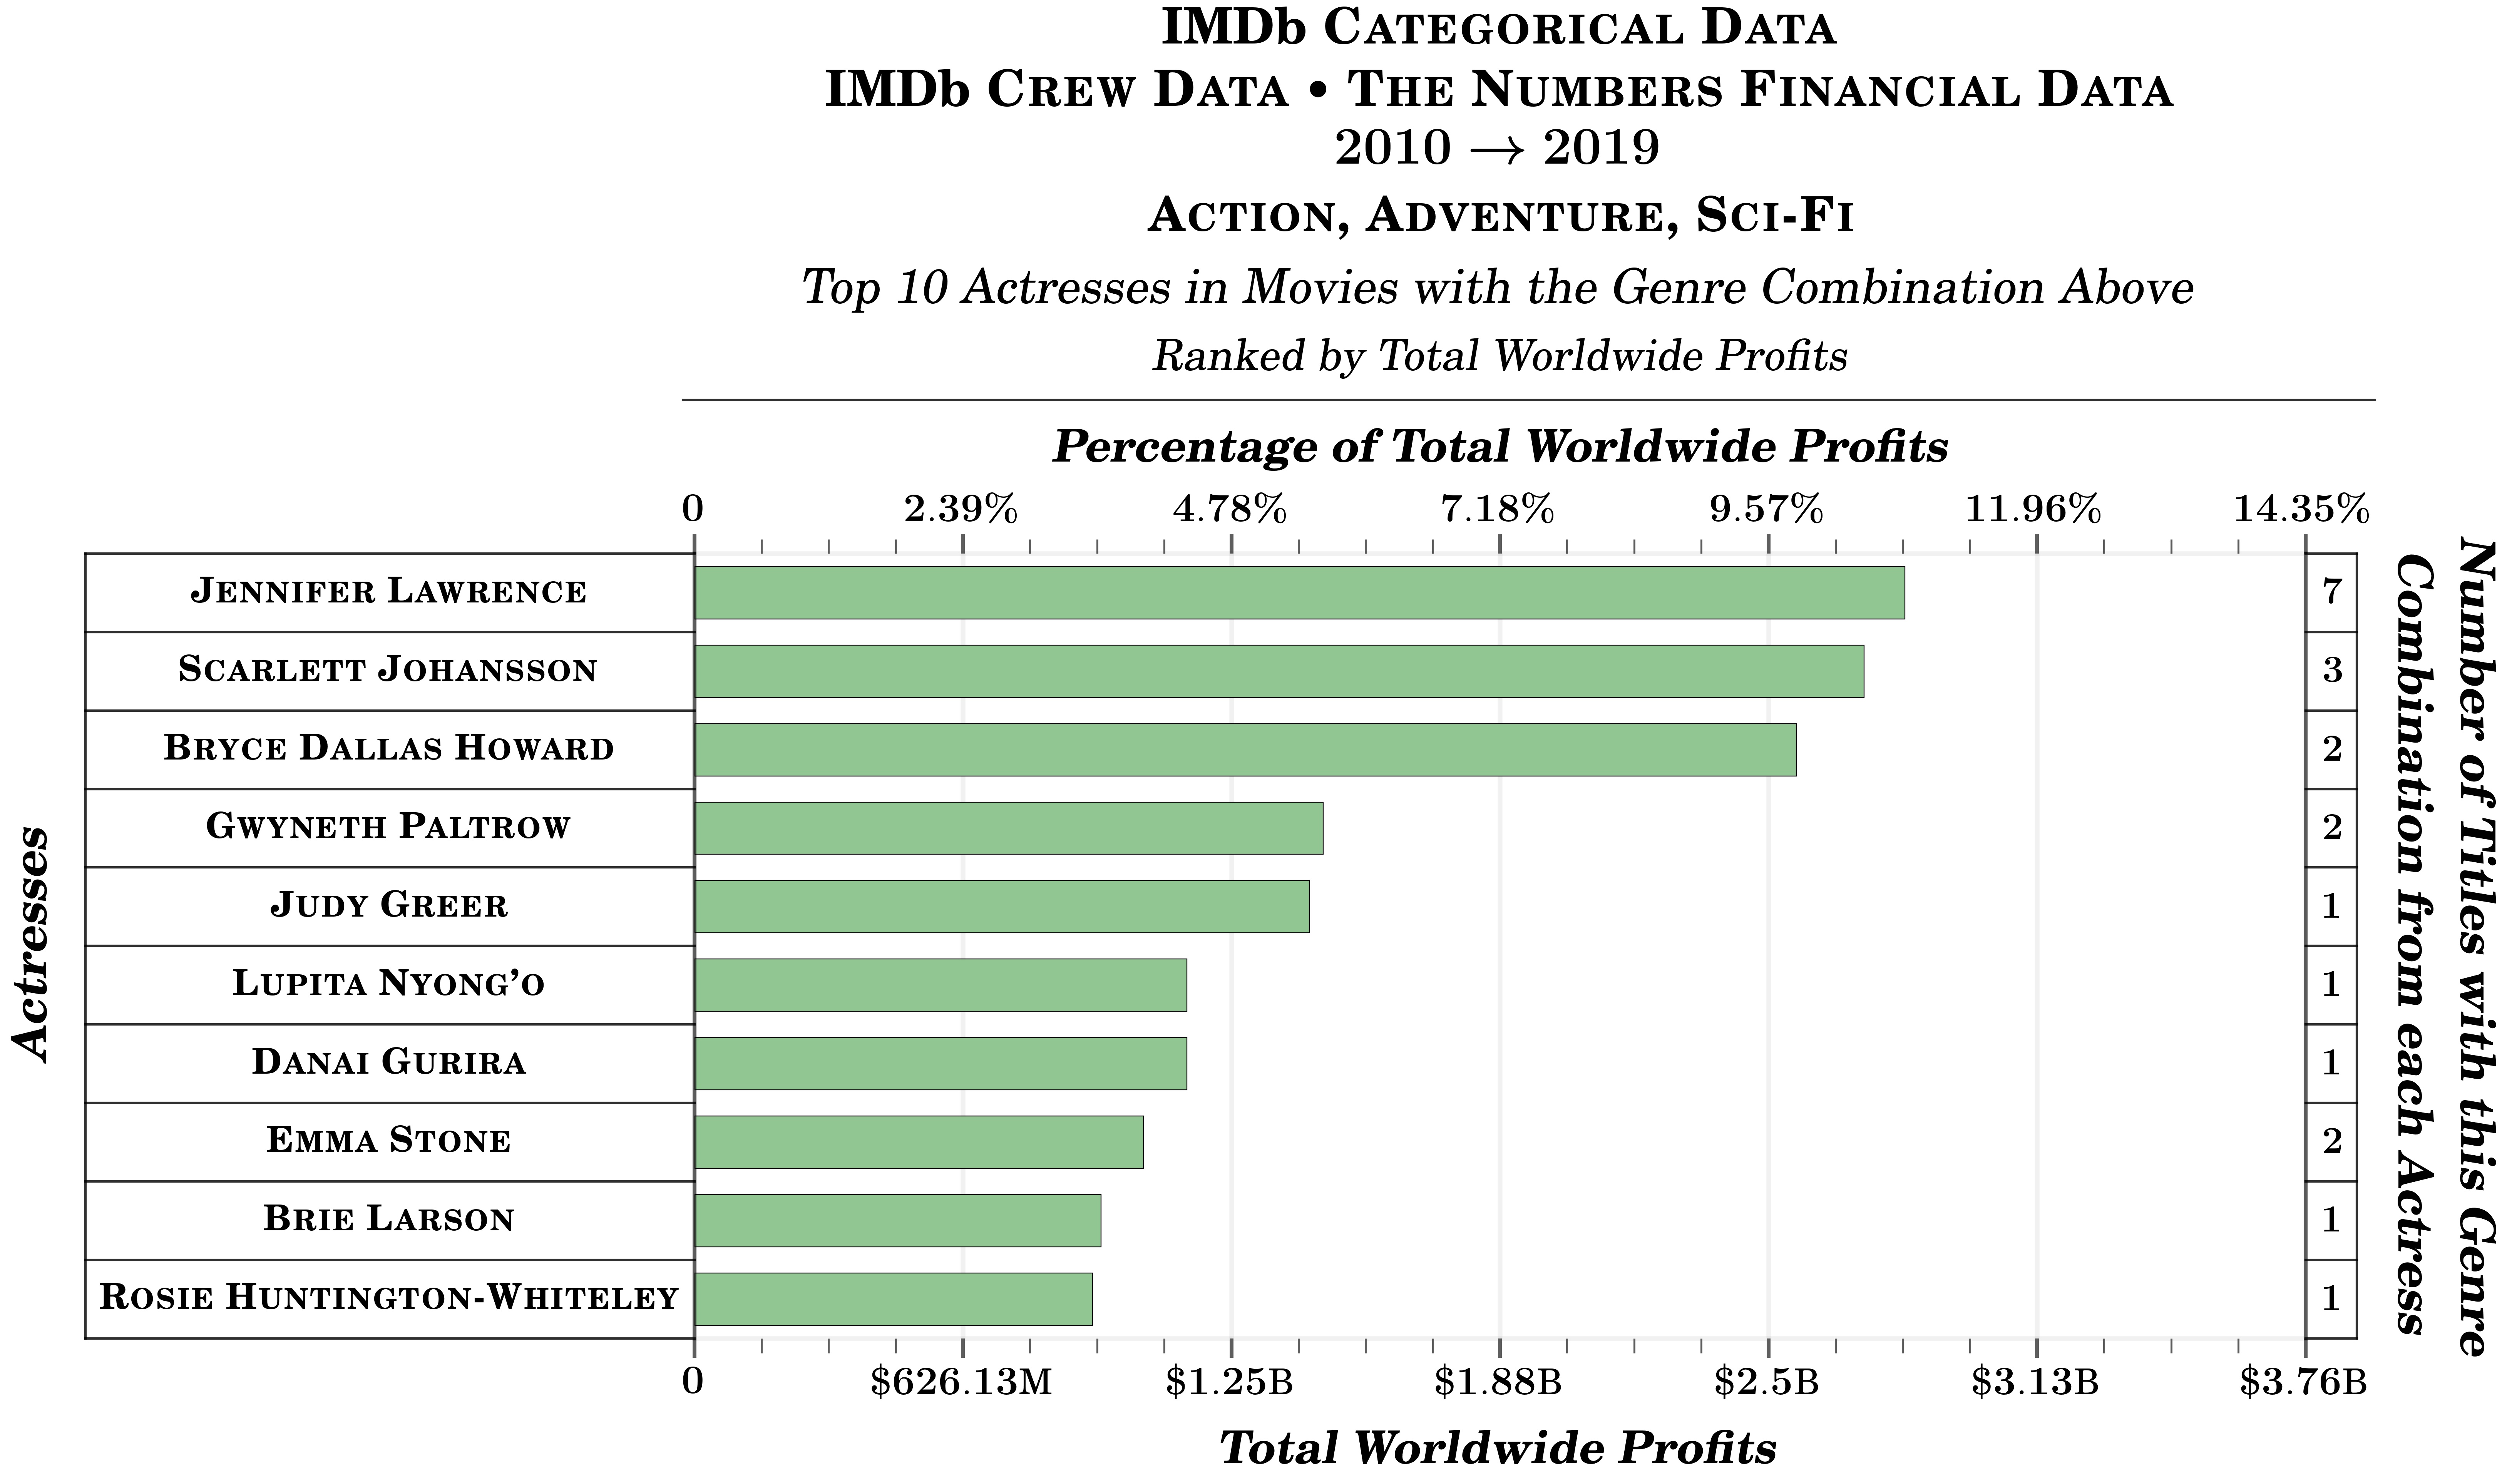 IMDb Categorical Data
IMDb Crew Data • The Numbers Financial Data
2010 → 2019
Action, Adventure, Sci-Fi
Top 10 Actresses in Movies with the Genre Combination Above
Ranked by Total Worldwide Profits
Percentage of Total Worldwide Profits
0 2.39% 4.78% 7.18% 9.57% 11.96% 14.35%
Actresses
Jennifer Lawrence 7
Scarlett Johansson 3
Bryce Dallas Howard 2
Gwyneth Paltrow 2
Judy Greer 1
Lupita Nyong’o 1
Danai Gurira 1
Emma Stone 2
Brie Larson 1
Rosie Huntington-Whiteley 1
Number of Titles with this Genre
Combination from each Actress
0 $626.13M $1.25B $1.88B $2.5B $3.13B $3.76B
Total Worldwide Profits